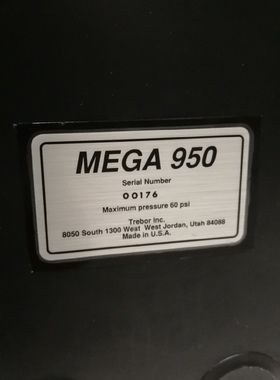 MEGA 950
Serial Number
00176
Maximum pressure 60 psi
Trebor Inc.
8050 South 1300 West West Jordan, Utah 84088
Made in U.S.A.